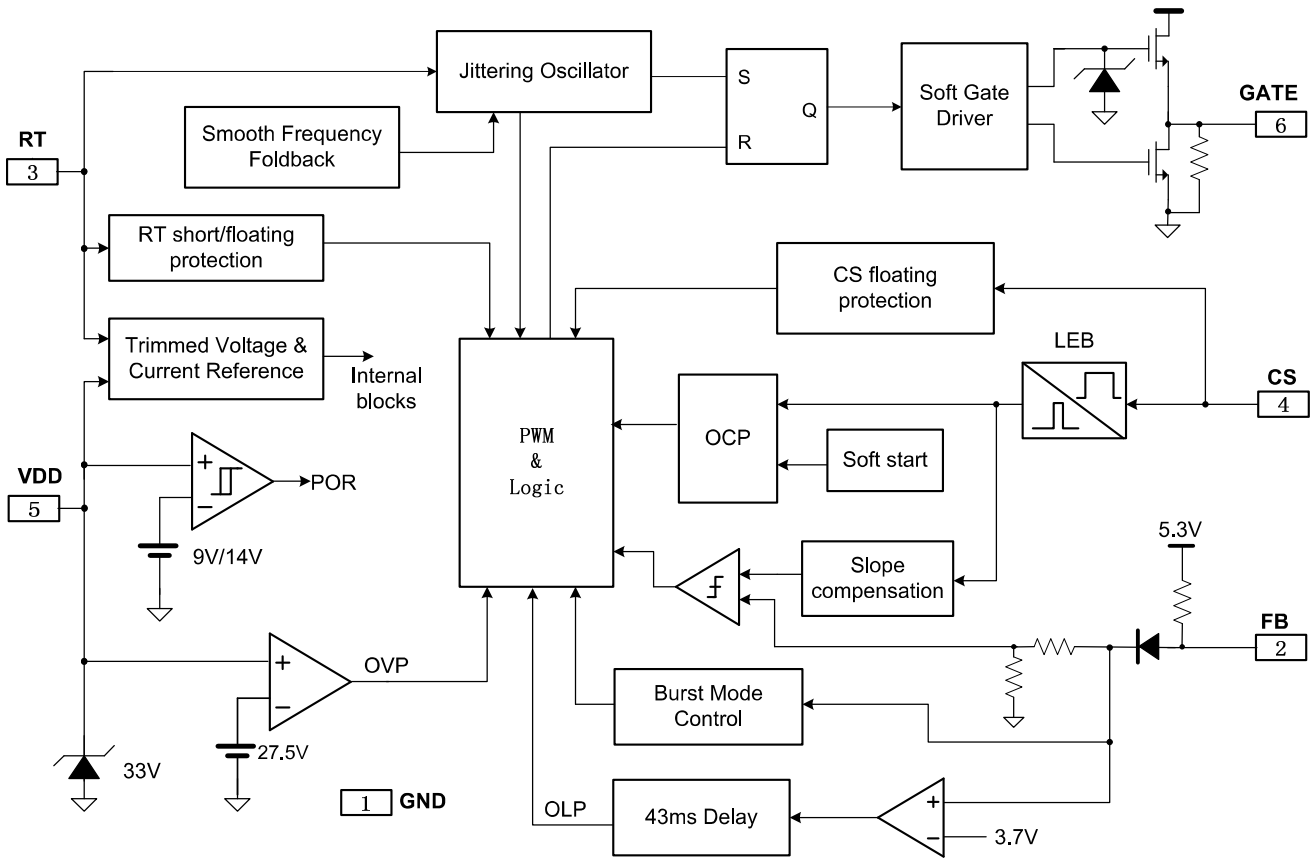 Jittering Oscillator
S
R
Q
Soft Gate
Driver
GATE
6
Smooth Frequency
Foldback
RT
3
RT short/floating
protection
CS floating
protection
Trimmed Voltage &
Current Reference
Internal
blocks
LEB
CS
4
PWM
&
Logic
OCP
Soft start
VDD
5
+
−
POR
9V/14V
Slope
compensation
5.3V
FB
2
+
−
OVP
27.5V
33V
Burst Mode
Control
1
GND
OLP
43ms Delay
+
−
3.7V